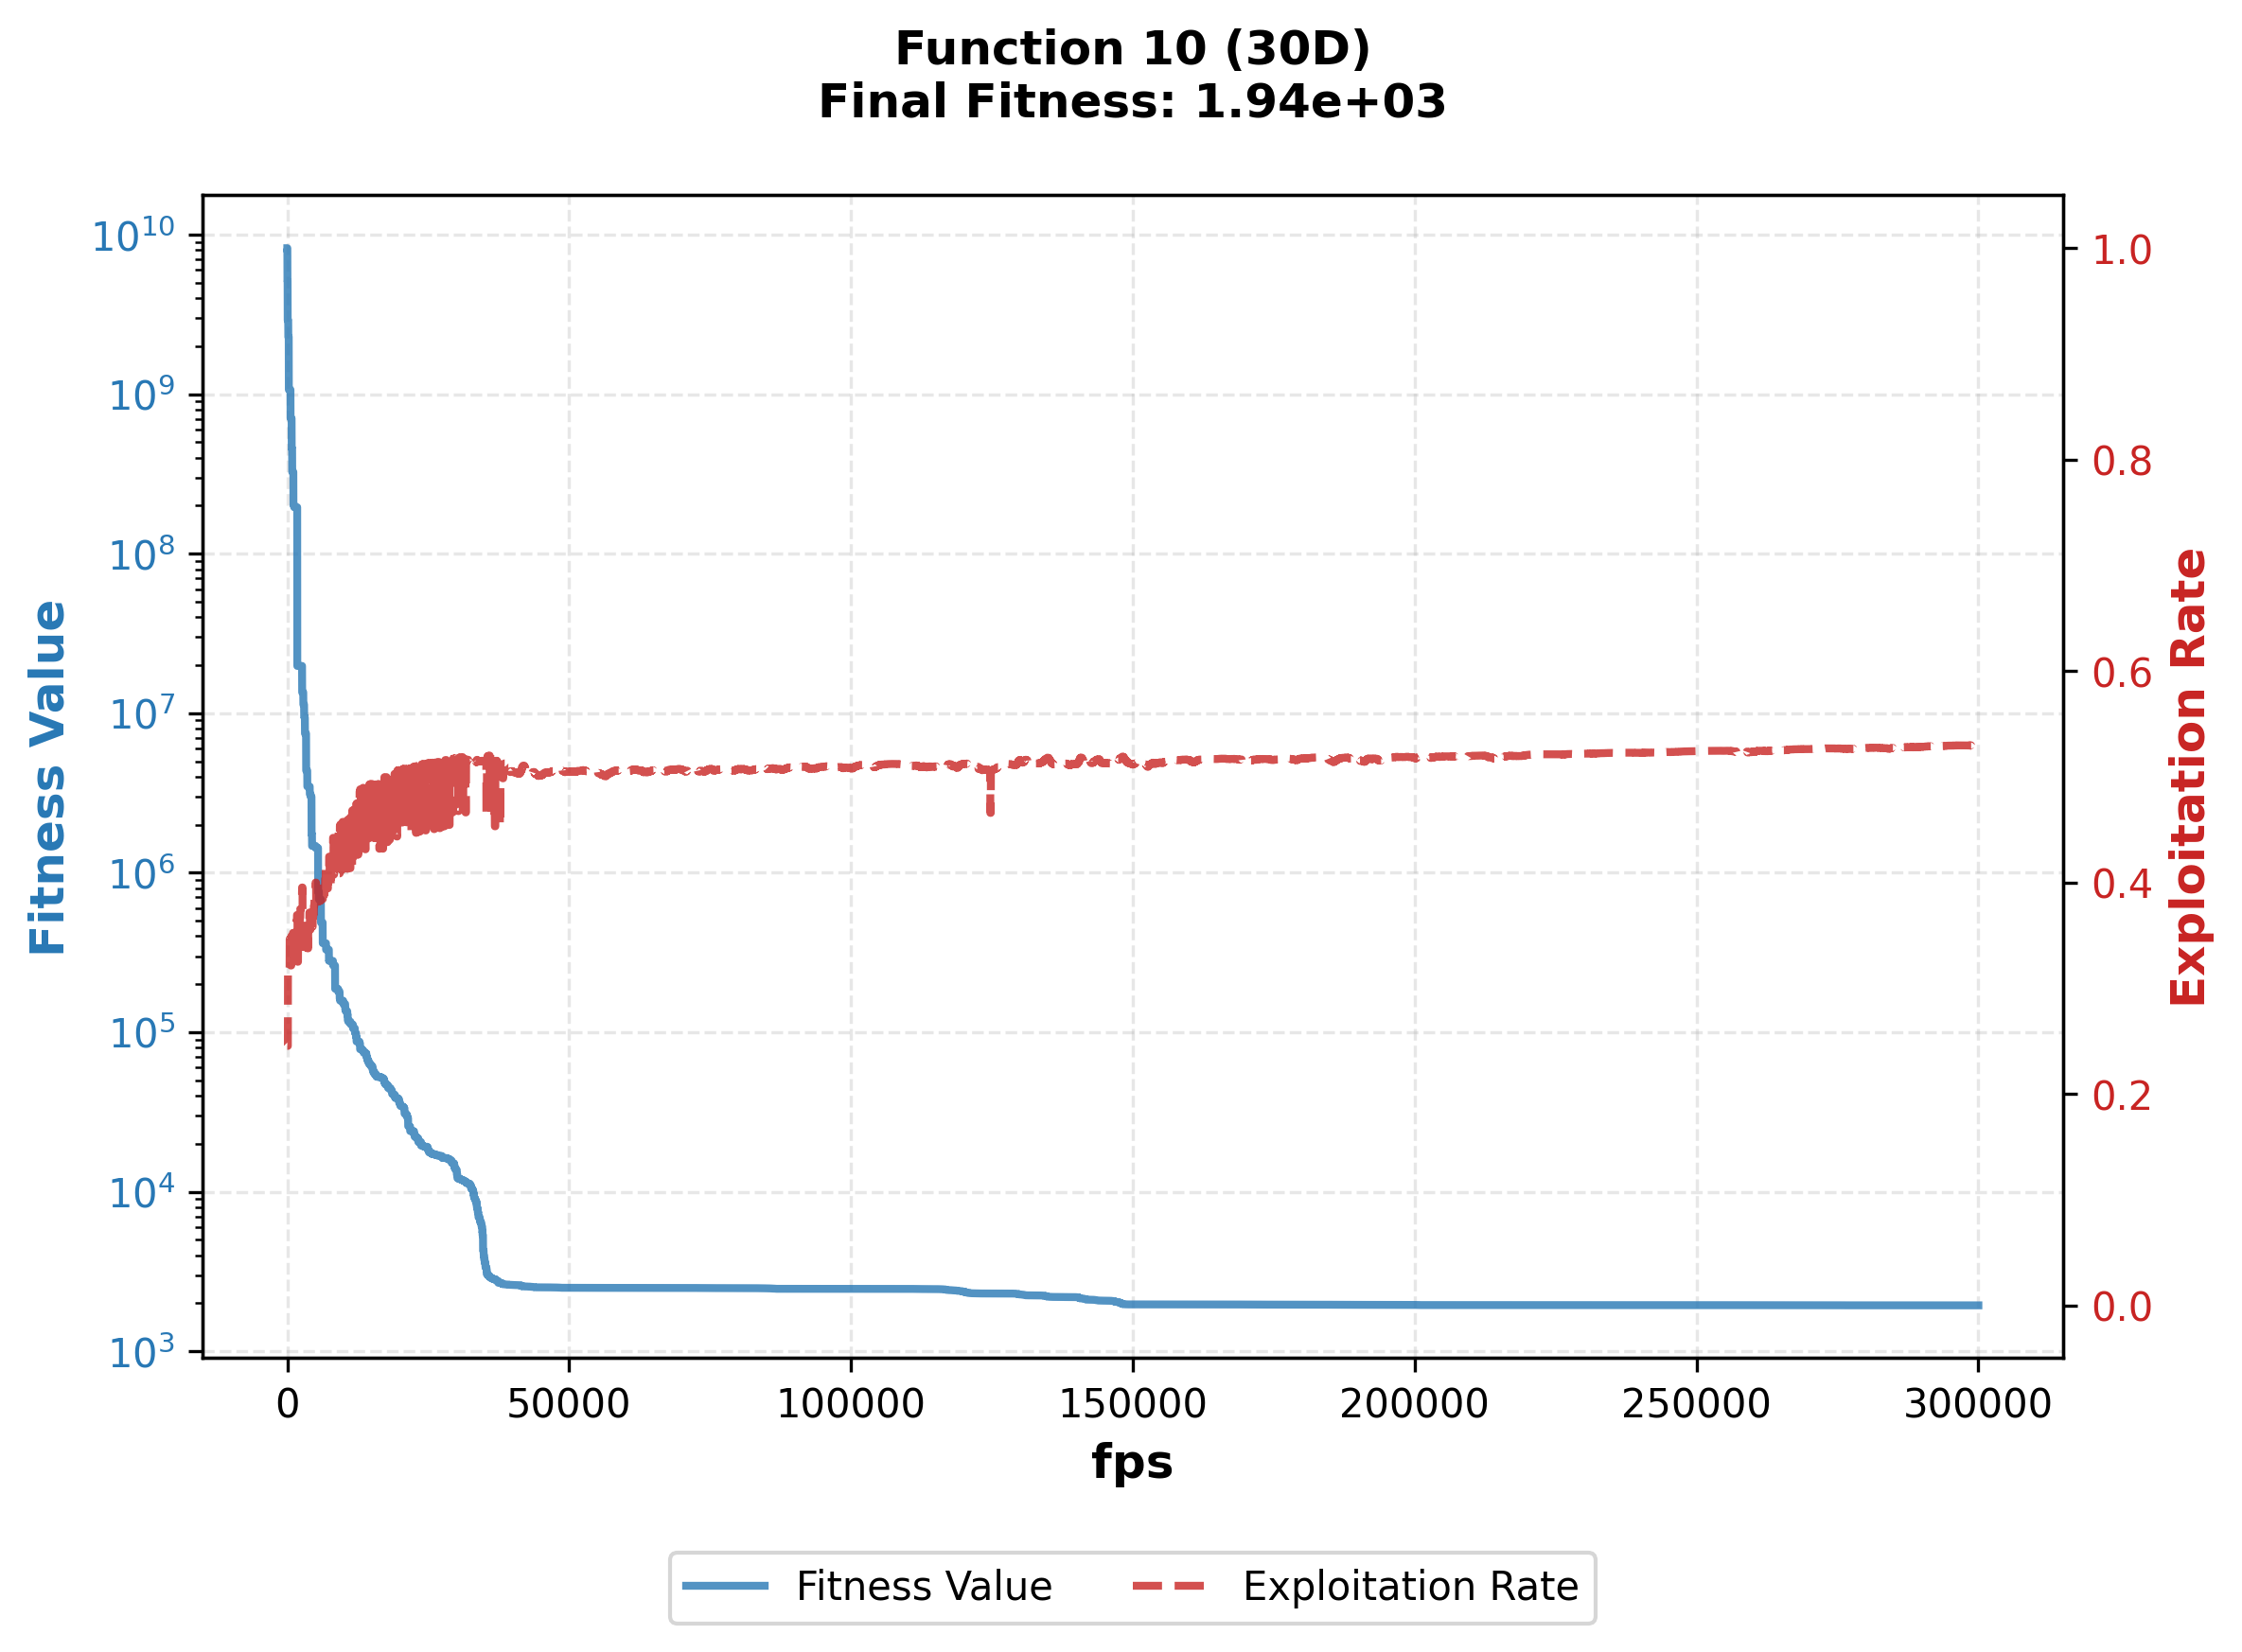 Function 10 (30D)
Final Fitness: 1.94e+03
Fitness Value
10^10
10^9
10^8
10^7
10^6
10^5
10^4
10^3
1.0
0.8
0.6
0.4
0.2
0.0
Exploitation Rate
0 50000 100000 150000 200000 250000 300000
fps
Fitness Value Exploitation Rate